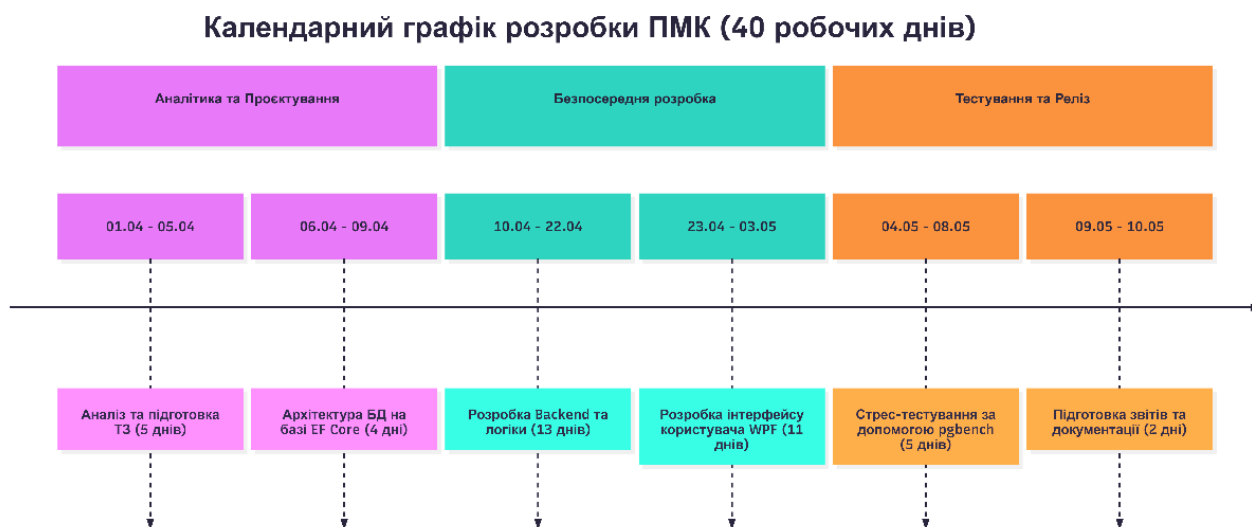 Календарний графік розробки ПМК (40 робочих днів)
Аналітика та Проєктування
Безпосередня розробка
Тестування та Реліз
01.04 - 05.04
06.04 - 09.04
10.04 - 22.04
23.04 - 03.05
04.05 - 08.05
09.05 - 10.05
Аналіз та підготовка
ТЗ (5 днів)
Архітектура БД на
базі EF Core (4 дні)
Розробка Backend та
логіки (13 днів)
Розробка інтерфейсу
користувача WPF (11
днів)
Стрес-тестування за
допомогою pgbench
(5 днів)
Підготовка звітів та
документації (2 дні)